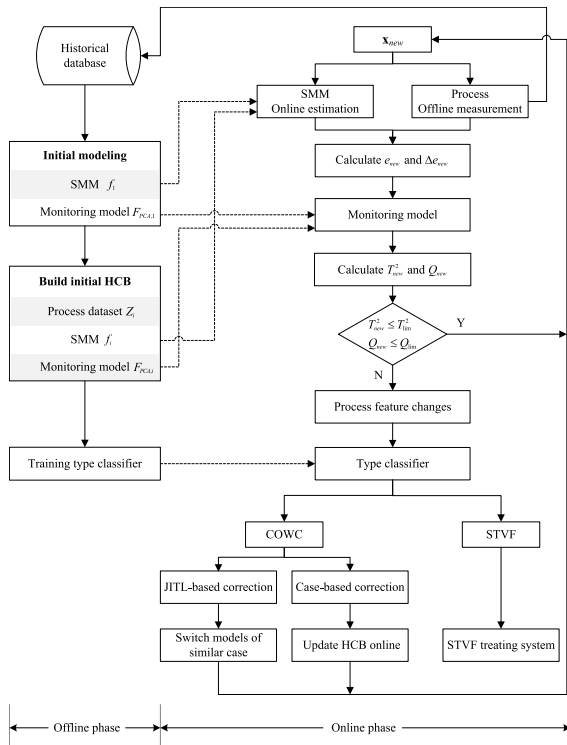 Historical
database
Initial modeling
SMM f₁
Monitoring model F_PCA,1
Build initial HCB
Process dataset Z_i
SMM f_i
Monitoring model F_PCA,i
Training type classifier
x_new
SMM
Online estimation
Process
Offline measurement
Calculate e_new and Δe_new
Monitoring model
Calculate T²_new and Q_new
T²_new ≤ T²_lim
Q_new ≤ Q_lim
Y
N
Process feature changes
Type classifier
COWC
STVF
JITL-based correction
Case-based correction
Switch models of
similar case
Update HCB online
STVF treating system
Offline phase
Online phase